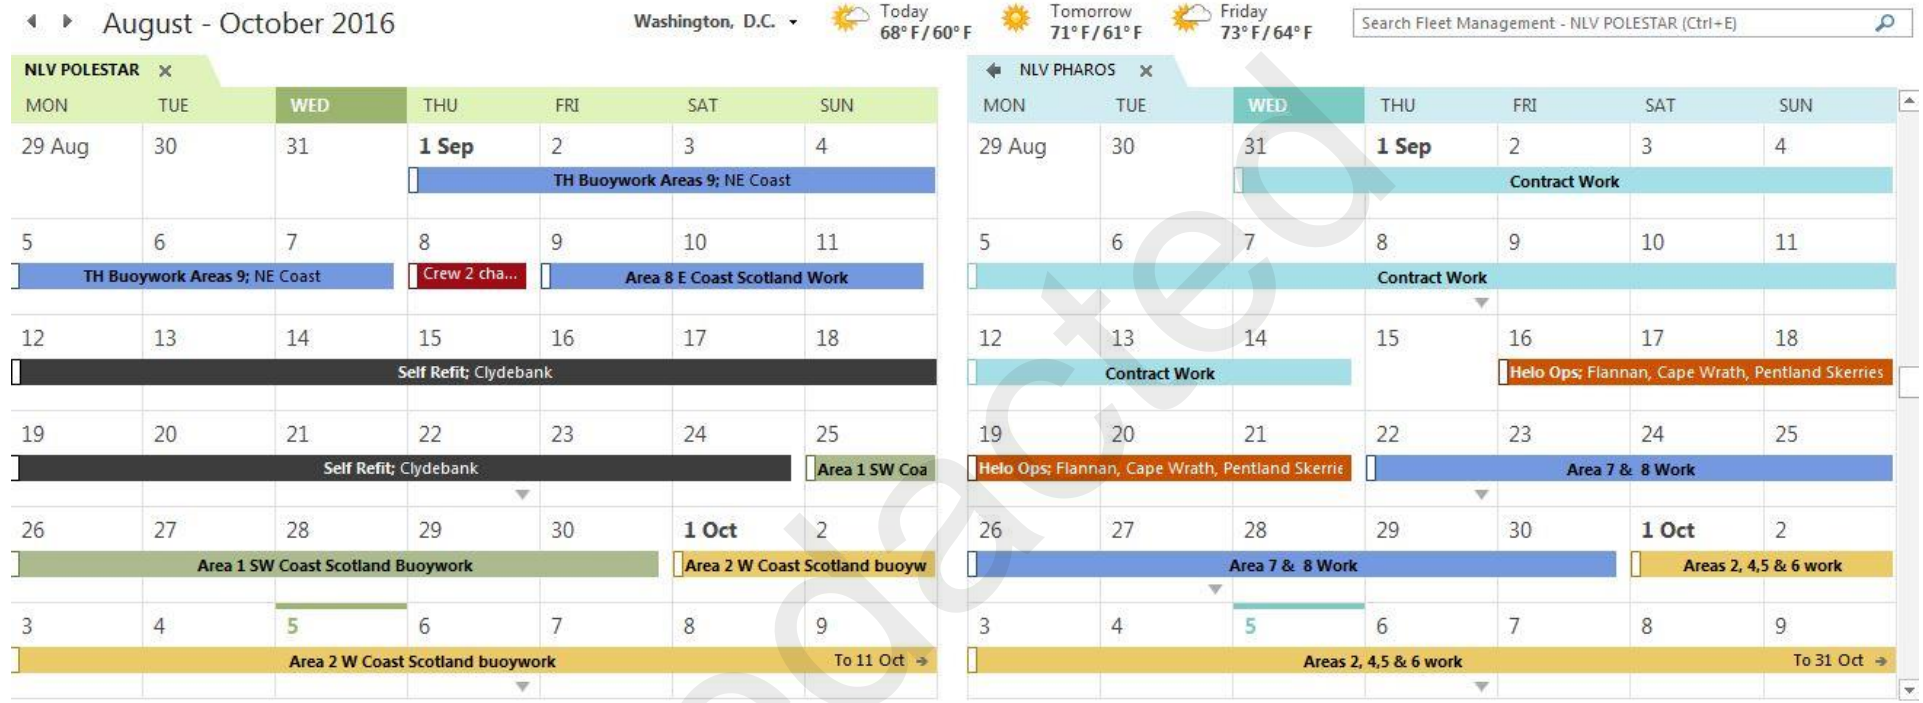 August - October 2016
Washington, D.C.
Today
68° F / 60° F
Tomorrow
71° F / 61° F
Friday
73° F / 64° F
Search Fleet Management - NLV POLESTAR (Ctrl+E)
NLV POLESTAR
MON TUE WED THU FRI SAT SUN
29 Aug 30 31 1 Sep 2 3 4
TH Buoywork Areas 9; NE Coast
5 6 7 8 9 10 11
TH Buoywork Areas 9; NE Coast Crew 2 cha... Area 8 E Coast Scotland Work
12 13 14 15 16 17 18
Self Refit; Clydebank
19 20 21 22 23 24 25
Self Refit; Clydebank Area 1 SW Coa
26 27 28 29 30 1 Oct 2
Area 1 SW Coast Scotland Buoywork Area 2 W Coast Scotland buoyw
3 4 5 6 7 8 9
Area 2 W Coast Scotland buoywork To 11 Oct
NLV PHAROS
MON TUE WED THU FRI SAT SUN
29 Aug 30 31 1 Sep 2 3 4
Contract Work
5 6 7 8 9 10 11
Contract Work
12 13 14 15 16 17 18
Contract Work Helo Ops; Flannan, Cape Wrath, Pentland Skerries
19 20 21 22 23 24 25
Helo Ops; Flannan, Cape Wrath, Pentland Skerrie Area 7 & 8 Work
26 27 28 29 30 1 Oct 2
Area 7 & 8 Work Areas 2, 4,5 & 6 work
3 4 5 6 7 8 9
Areas 2, 4,5 & 6 work To 31 Oct
dacted